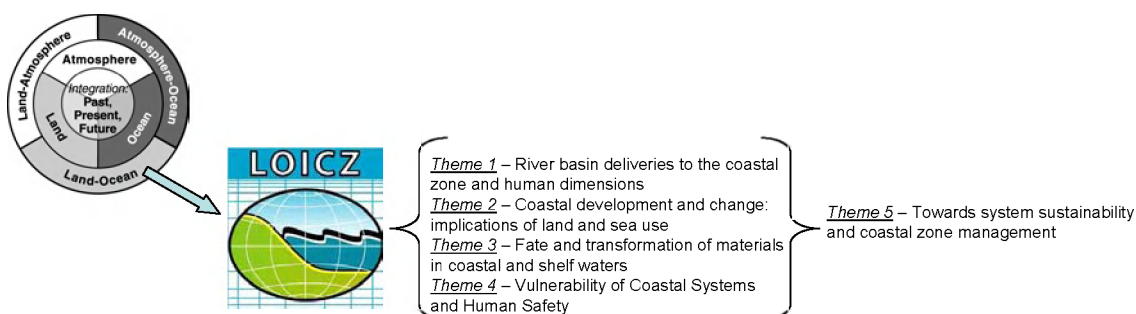 Land-Atmosphere
Atmosphere-Ocean
Atmosphere
Integration:
Past,
Present,
Future
Land
Ocean
Land-Ocean
LOICZ
Theme 1 – River basin deliveries to the coastal
zone and human dimensions
Theme 2 – Coastal development and change:
implications of land and sea use
Theme 3 – Fate and transformation of materials
in coastal and shelf waters
Theme 4 – Vulnerability of Coastal Systems
and Human Safety
Theme 5 – Towards system sustainability
and coastal zone management